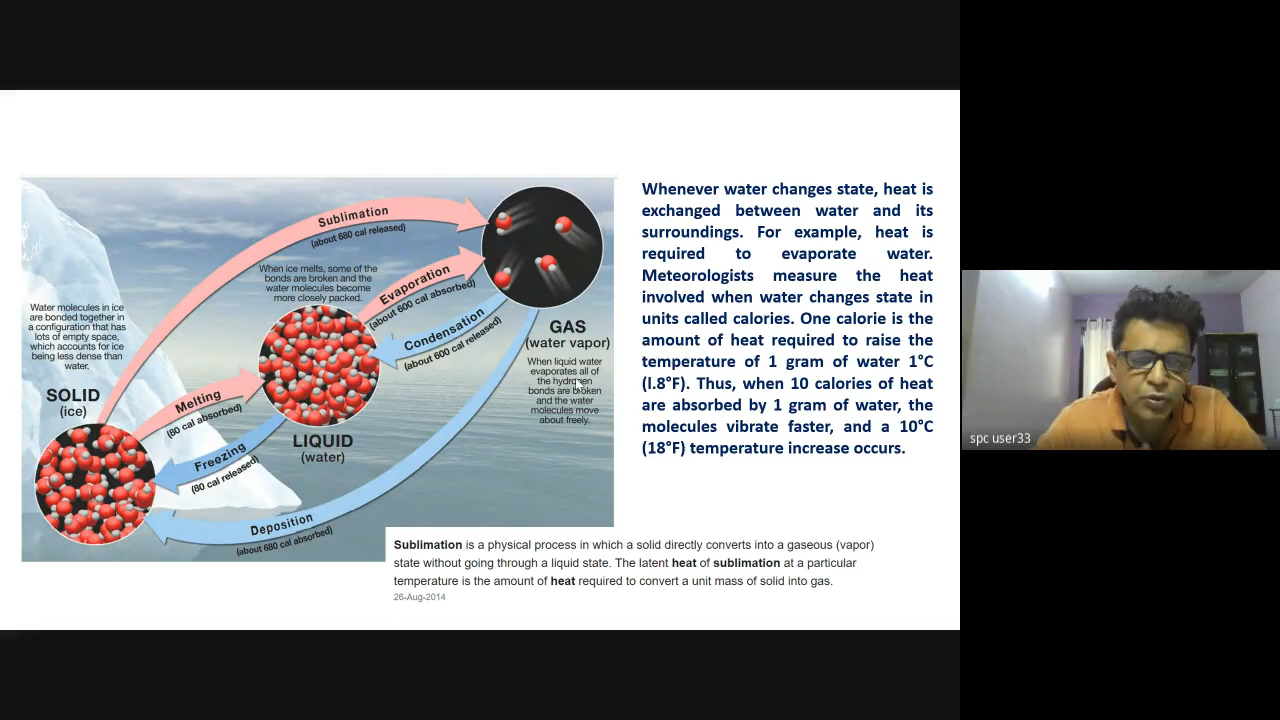 Sublimation
(about 680 cal released)
When ice melts, some of the
bonds are broken and the
water molecules become
more closely packed.
Evaporation
(about 600 cal absorbed)
Condensation
(about 600 cal released)
GAS
(water vapor)
When liquid water
evaporates all of
the hydrogen
bonds are broken
and the water
molecules move
about freely.
Water molecules in ice
are bonded together in
a configuration that has
lots of empty space,
which accounts for ice
being less dense than
water.
SOLID
(ice)
Melting
(80 cal absorbed)
LIQUID
(water)
Freezing
(80 cal released)
Deposition
(about 680 cal absorbed)
Whenever water changes state, heat is
exchanged between water and its
surroundings. For example, heat is
required to evaporate water.
Meteorologists measure the heat
involved when water changes state in
units called calories. One calorie is the
amount of heat required to raise the
temperature of 1 gram of water 1°C
(l.8°F). Thus, when 10 calories of heat
are absorbed by 1 gram of water, the
molecules vibrate faster, and a 10°C
(18°F) temperature increase occurs.
Sublimation is a physical process in which a solid directly converts into a gaseous (vapor)
state without going through a liquid state. The latent heat of sublimation at a particular
temperature is the amount of heat required to convert a unit mass of solid into gas.
26-Aug-2014
spc user33